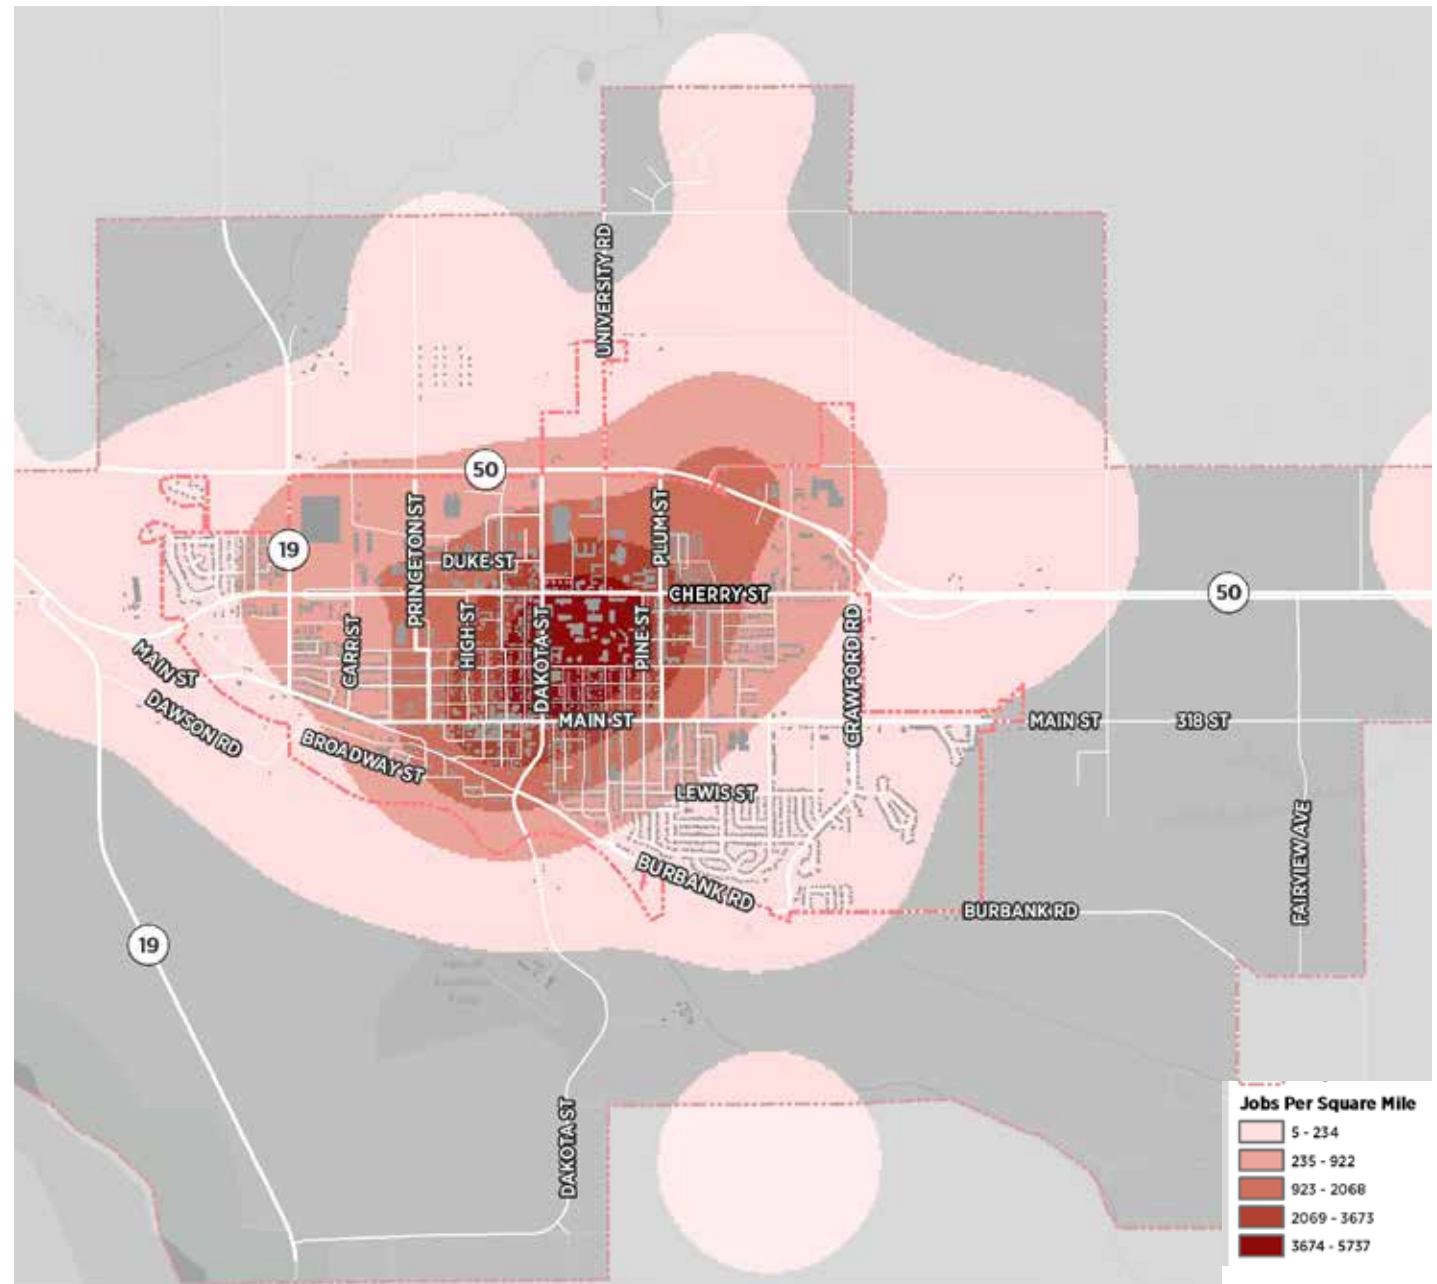 UNIVERSITY RD
50
PRINCETON ST
PLUM ST
19
DUKE ST
CHERRY ST
50
CARR ST
HIGH ST
DAKOTA ST
PINE ST
CRAWFORD RD
MAIN ST
DAWSON RD
MAIN ST
MAIN ST
318 ST
BROADWAY ST
LEWIS ST
FAIRVIEW AVE
BURBANK RD
BURBANK RD
19
DAKOTA ST
Jobs Per Square Mile
5 - 234
235 - 922
923 - 2068
2069 - 3673
3674 - 5737